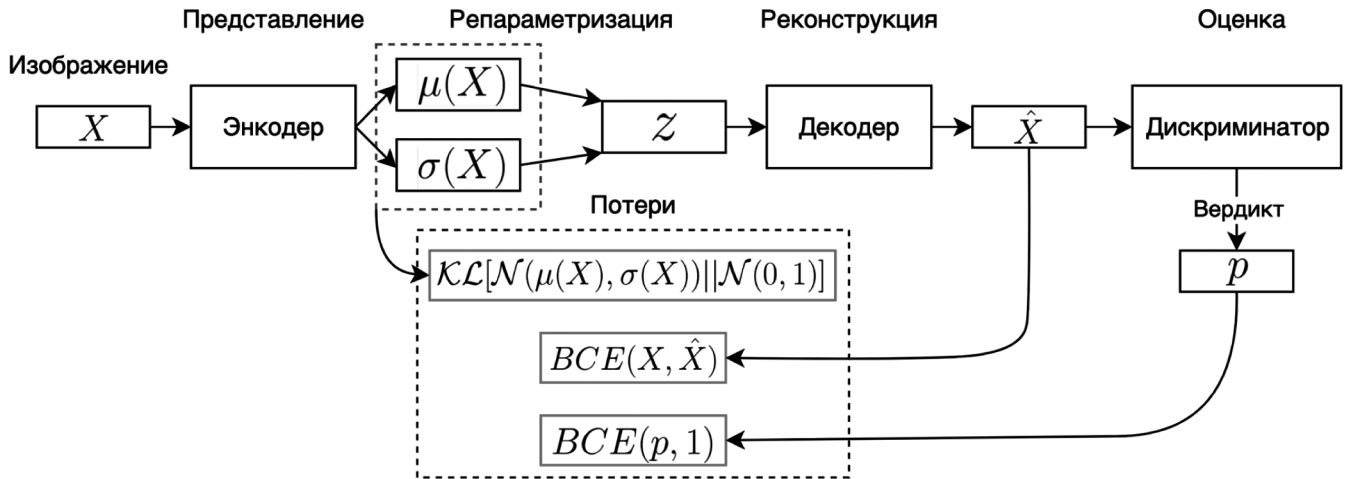 Представление
Репараметризация
Реконструкция
Оценка
Изображение
X
Энкодер
μ(X)
σ(X)
z
Декодер
X̂
Дискриминатор
Вердикт
p
Потери
𝒦ℒ[𝒩(μ(X), σ(X))||𝒩(0, 1)]
BCE(X, X̂)
BCE(p, 1)